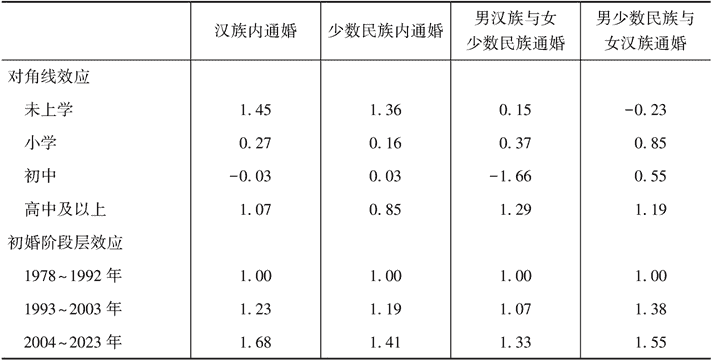 汉族内通婚 少数民族内通婚 男汉族与女少数民族通婚 男少数民族与女汉族通婚
对角线效应
未上学 1.45 1.36 0.15 -0.23
小学 0.27 0.16 0.37 0.85
初中 -0.03 0.03 -1.66 0.55
高中及以上 1.07 0.85 1.29 1.19
初婚阶段层效应
1978~1992年 1.00 1.00 1.00 1.00
1993~2003年 1.23 1.19 1.07 1.38
2004~2023年 1.68 1.41 1.33 1.55